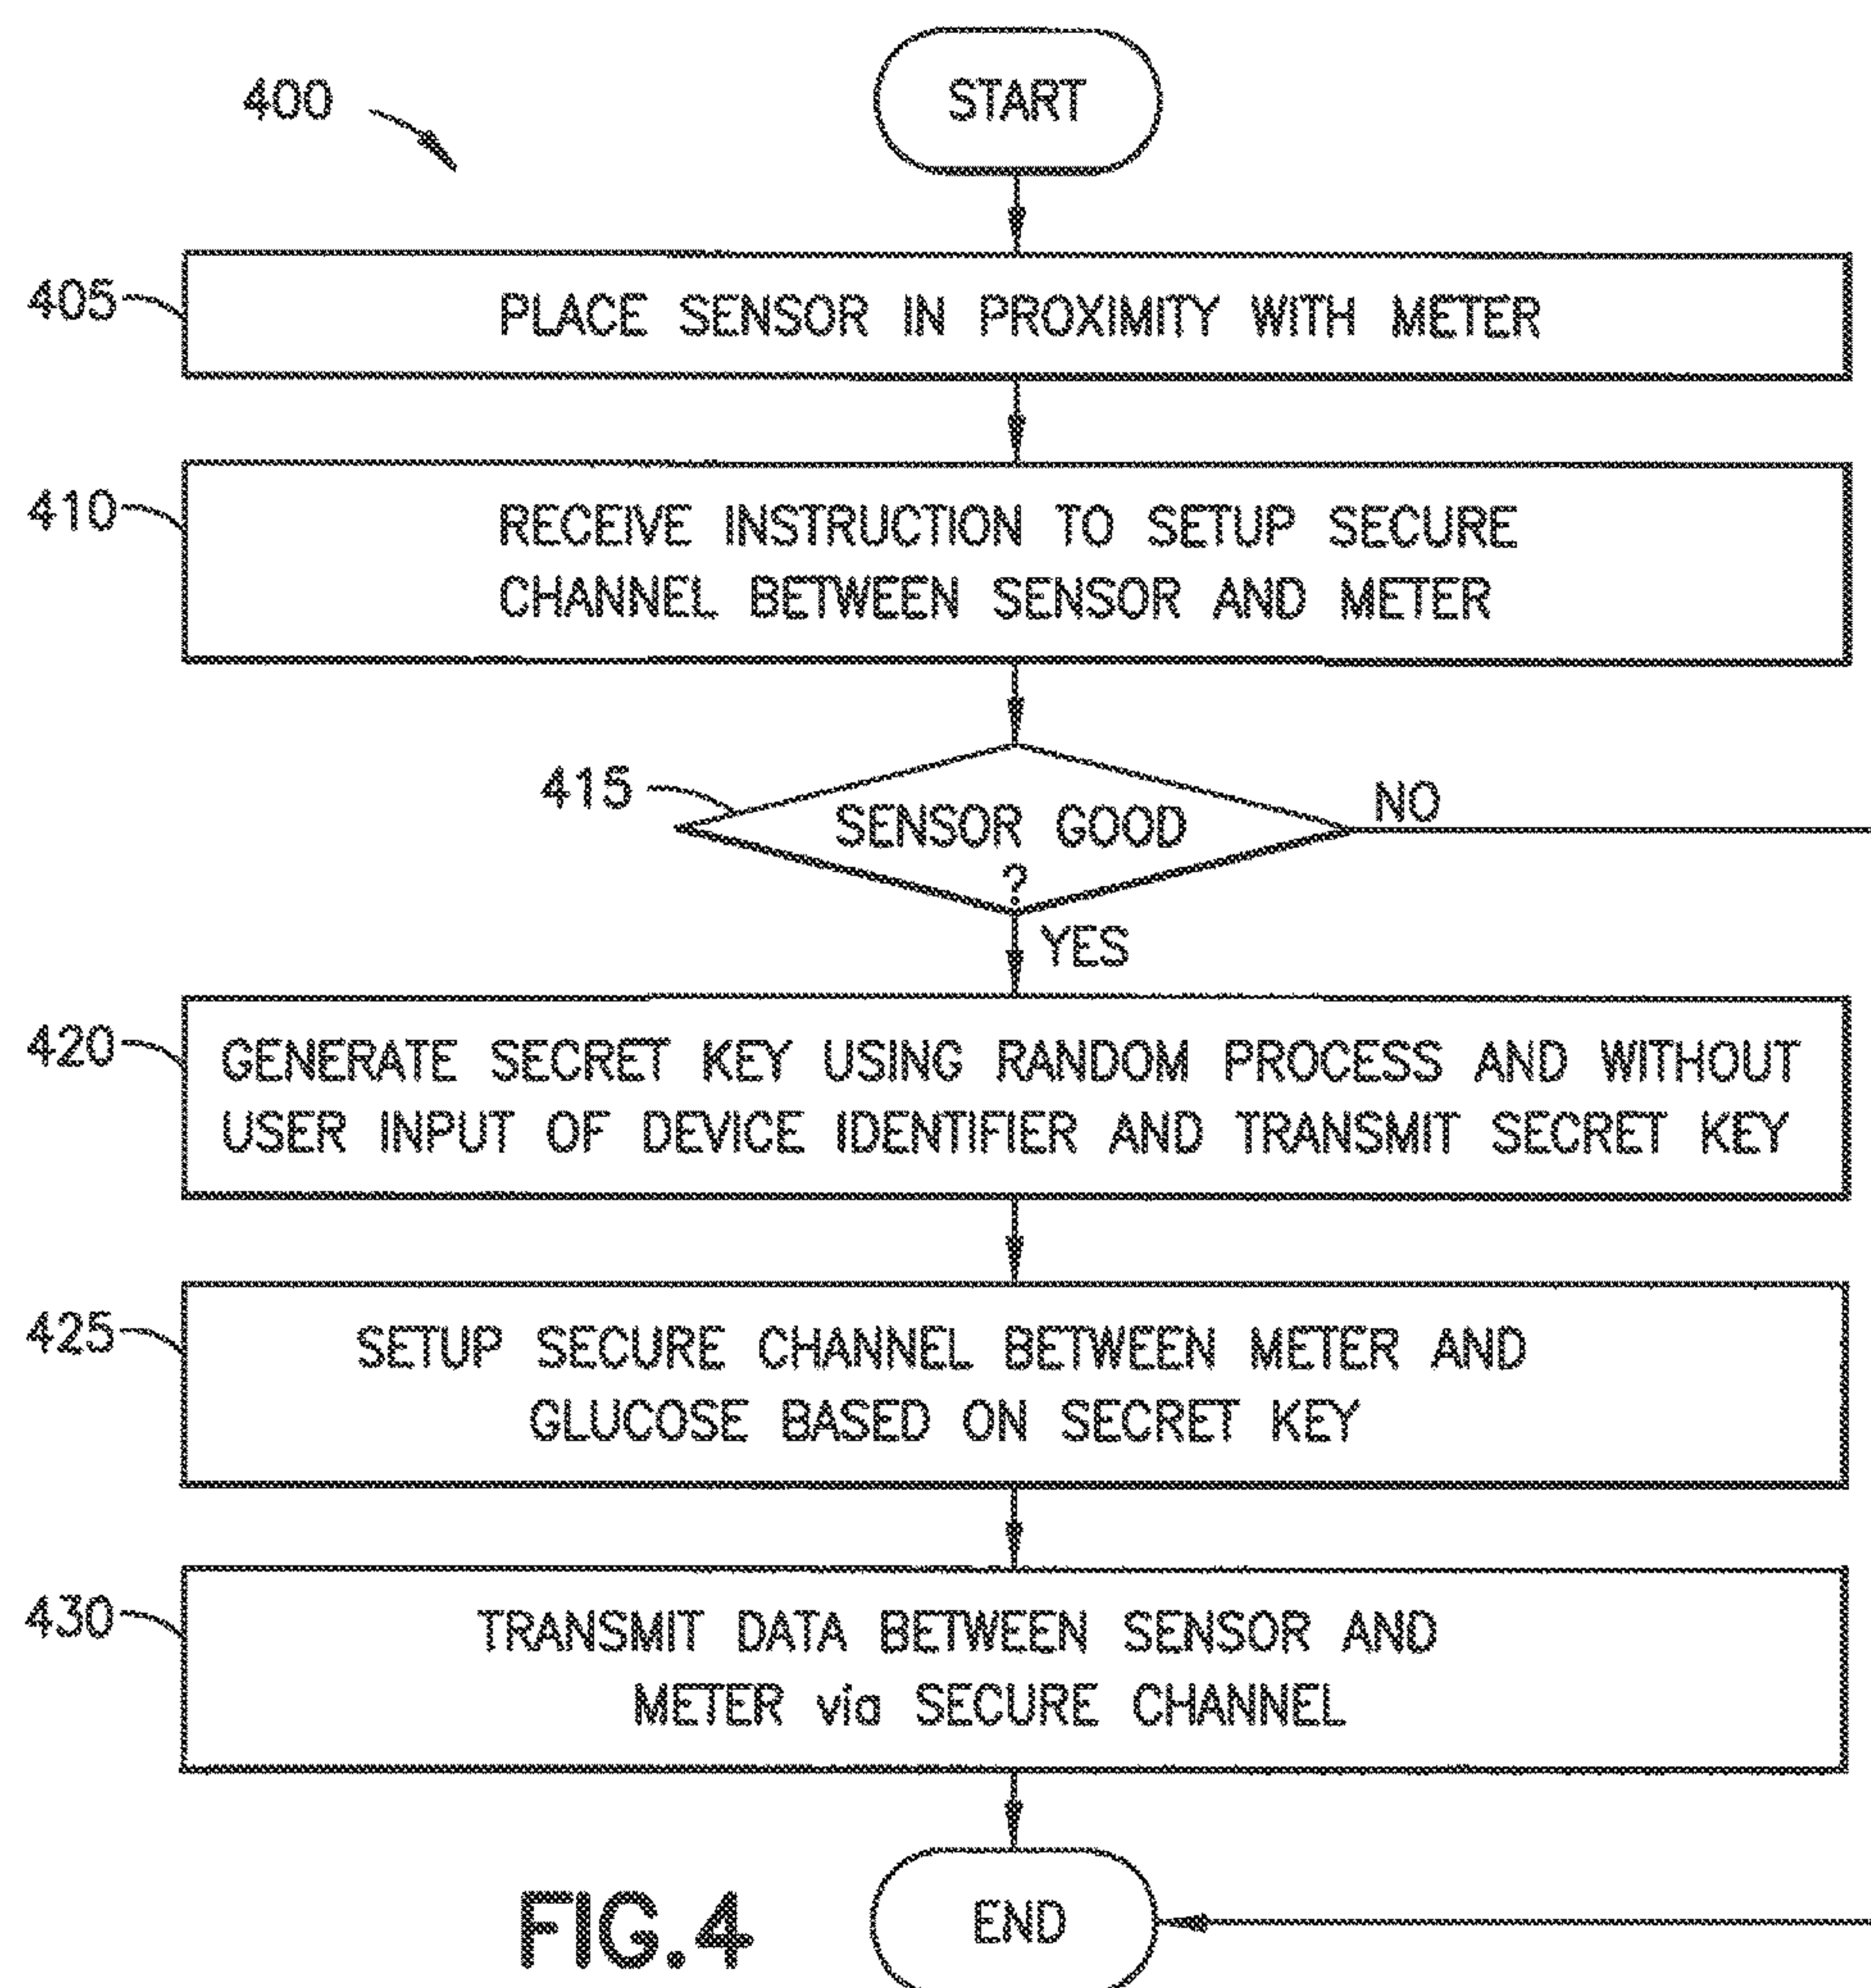 400
START
405
PLACE SENSOR IN PROXIMITY WITH METER
410
RECEIVE INSTRUCTION TO SETUP SECURE
CHANNEL BETWEEN SENSOR AND METER
415
SENSOR GOOD
?
NO
YES
420
GENERATE SECRET KEY USING RANDOM PROCESS AND WITHOUT
USER INPUT OF DEVICE IDENTIFIER AND TRANSMIT SECRET KEY
425
SETUP SECURE CHANNEL BETWEEN METER AND
GLUCOSE BASED ON SECRET KEY
430
TRANSMIT DATA BETWEEN SENSOR AND
METER via SECURE CHANNEL
END
FIG.4